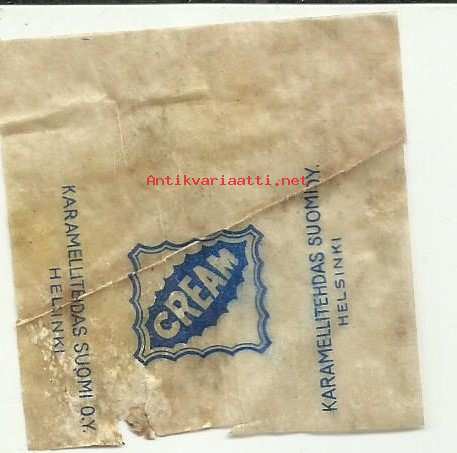 Antikvariaatti.net
KARAMELLITEHDAS SUOMI O.Y.
HELSINKI
CREAM
KARAMELLITEHDAS SUOMI O.Y.
HELSINKI